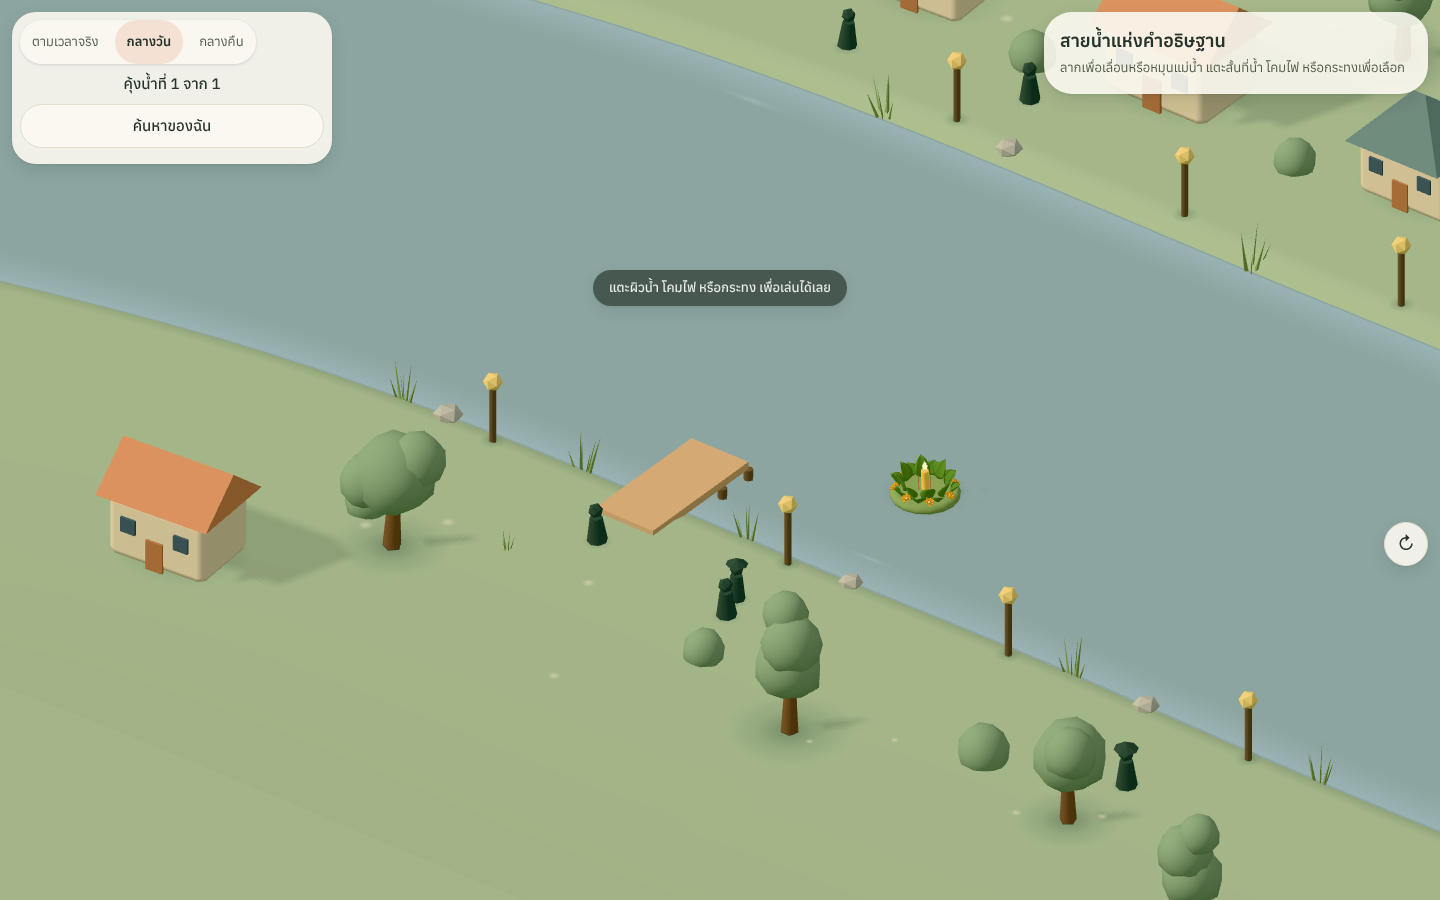 ตามเวลาจริง กลางวัน กลางคืน
คุ้งน้ำที่ 1 จาก 1
ค้นหาของฉัน
สายน้ำแห่งคำอธิษฐาน
ลากเพื่อเลื่อนหรือหมุนแม่น้ำ แตะสั้นที่น้ำ โคมไฟ หรือกระทงเพื่อเลือก
แตะผิวน้ำ โคมไฟ หรือกระทง เพื่อเล่นได้เลย